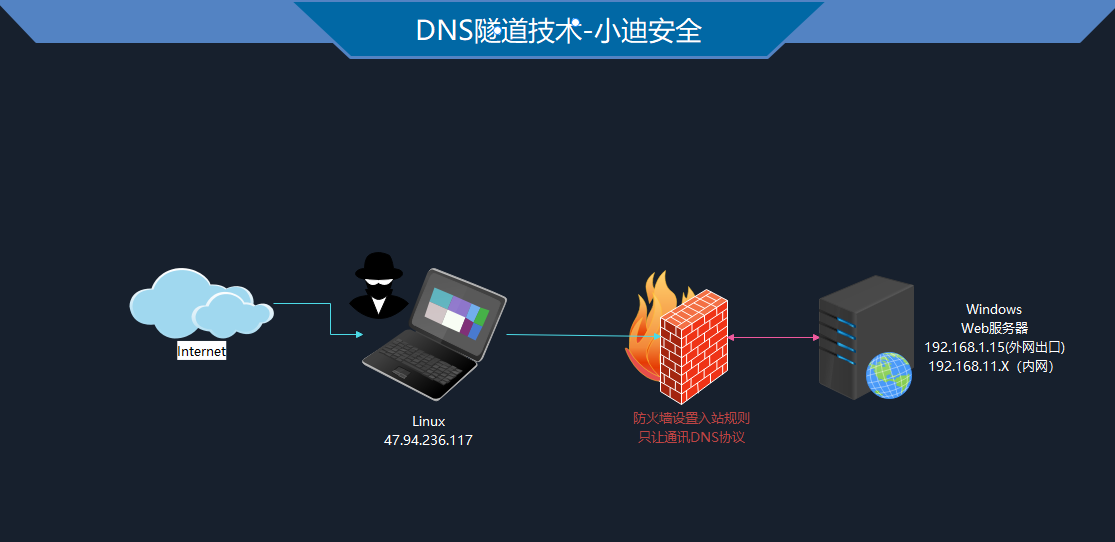 DNS隧道技术-小迪安全
Internet
Linux
47.94.236.117
防火墙设置入站规则
只让通讯DNS协议
Windows
Web服务器
192.168.1.15(外网出口)
192.168.11.X（内网）